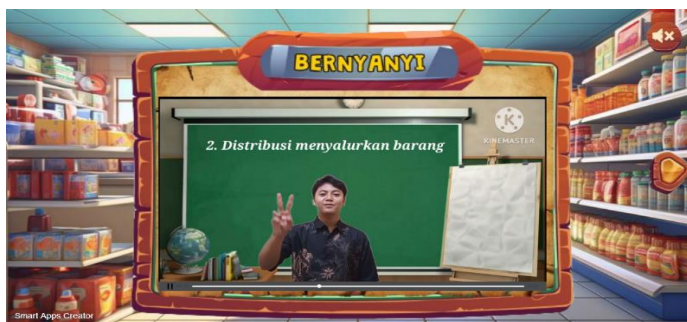 BERNYANYI
2. Distribusi menyalurkan barang
K
KINEMASTER
Smart Apps Creator